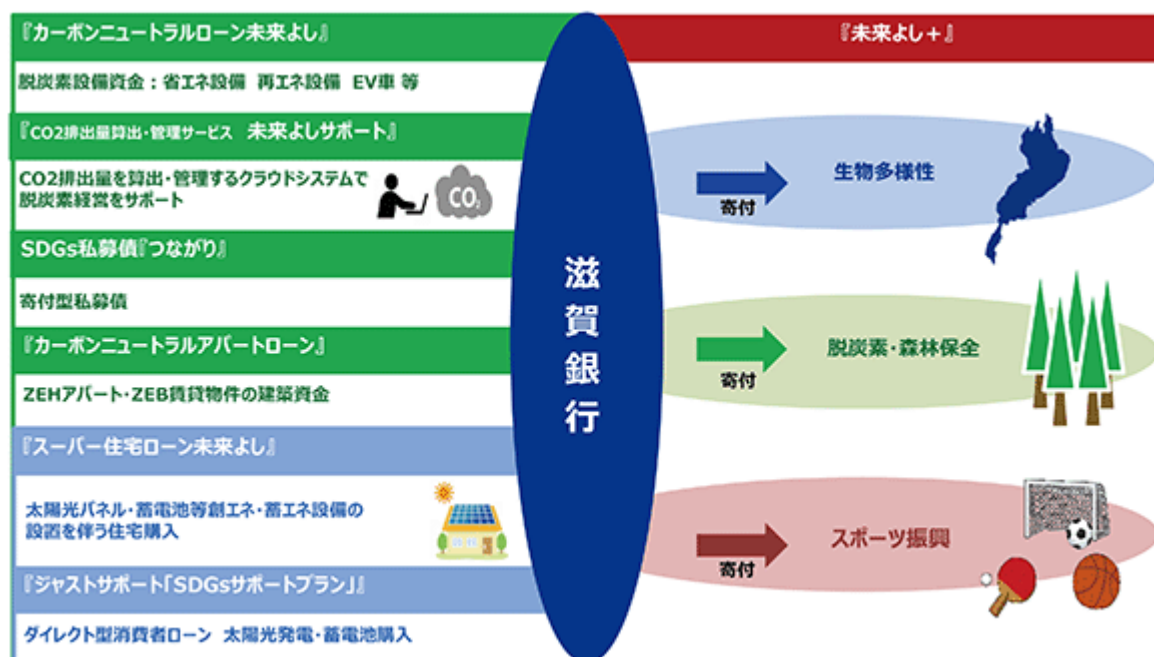 『カーボンニュートラルローン未来よし』
脱炭素設備資金：省エネ設備 再エネ設備 EV車 等
『CO2排出量算出・管理サービス 未来よしサポート』
CO2排出量を算出・管理するクラウドシステムで
脱炭素経営をサポート
CO2
SDGs私募債『つながり』
寄付型私募債
『カーボンニュートラルアパートローン』
ZEHアパート・ZEB賃貸物件の建築資金
『スーパー住宅ローン未来よし』
太陽光パネル・蓄電池等創エネ・蓄エネ設備の
設置を伴う住宅購入
『ジャストサポート「SDGsサポートプラン」』
ダイレクト型消費者ローン 太陽光発電・蓄電池購入
滋賀銀行
『未来よし＋』
寄付
生物多様性
寄付
脱炭素・森林保全
寄付
スポーツ振興